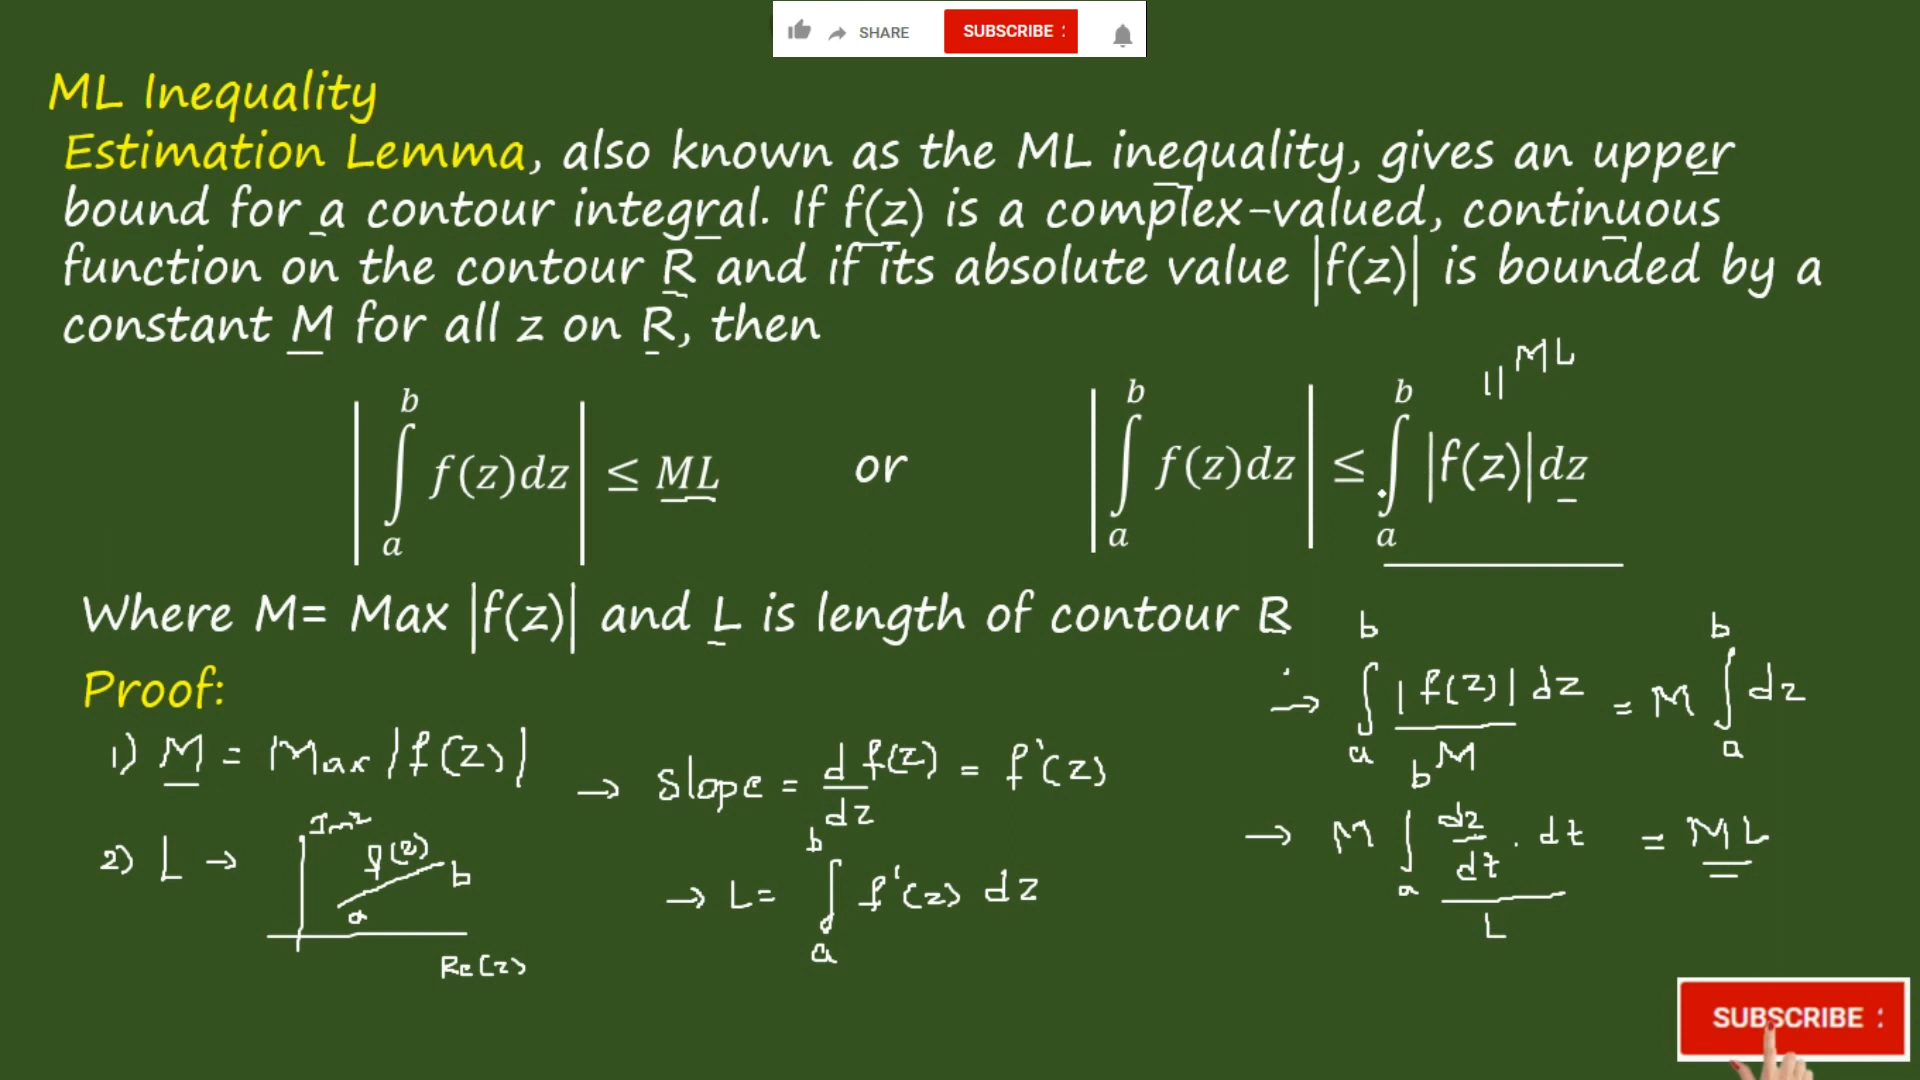 SHARE SUBSCRIBE
ML Inequality
Estimation Lemma, also known as the ML inequality, gives an upper
bound for a contour integral. If f(z) is a complex-valued, continuous
function on the contour R and if its absolute value |f(z)| is bounded by a
constant M for all z on R, then
|∫_a^b f(z)dz| ≤ ML or |∫_a^b f(z)dz| ≤ ∫_a^b |f(z)|dz
|| ML
Where M= Max |f(z)| and L is length of contour R
Proof:
1) M = Max |f(z)|
2) L →
Re(z)
a
b
→ Slope = d f(z)/dz = f'(z)
→ L= ∫_a^b f'(z) dz
→ ∫_a^b |f(z)| dz = M ∫_a^b dz
M
→ M ∫_a^b dz/dt . dt = ML
L
SUBSCRIBE